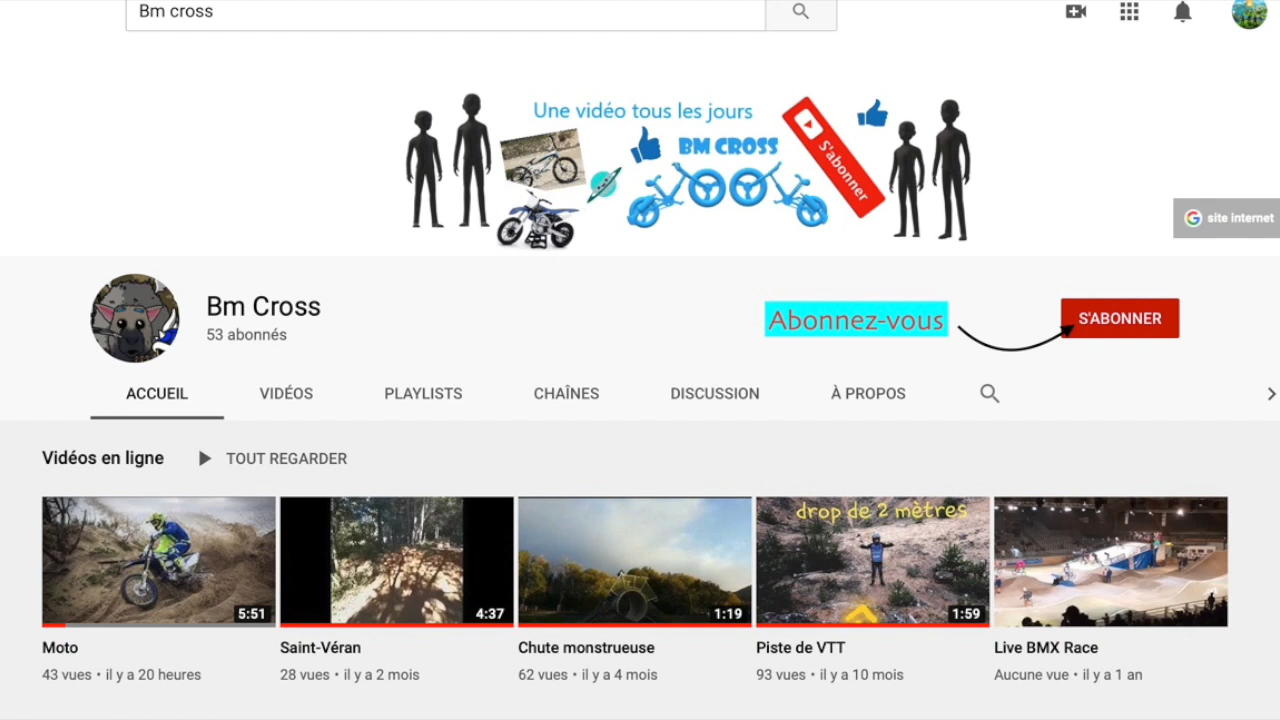 Bm cross
Une vidéo tous les jours
BM CROSS
S'abonner
site internet
Bm Cross
53 abonnés
Abonnez-vous
S'ABONNER
ACCUEIL VIDÉOS PLAYLISTS CHAÎNES DISCUSSION À PROPOS
Vidéos en ligne TOUT REGARDER
drop de 2 mètres
5:51 4:37 1:19 1:59
Moto Saint-Véran Chute monstrueuse Piste de VTT Live BMX Race
43 vues • il y a 20 heures 28 vues • il y a 2 mois 62 vues • il y a 4 mois 93 vues • il y a 10 mois Aucune vue • il y a 1 an